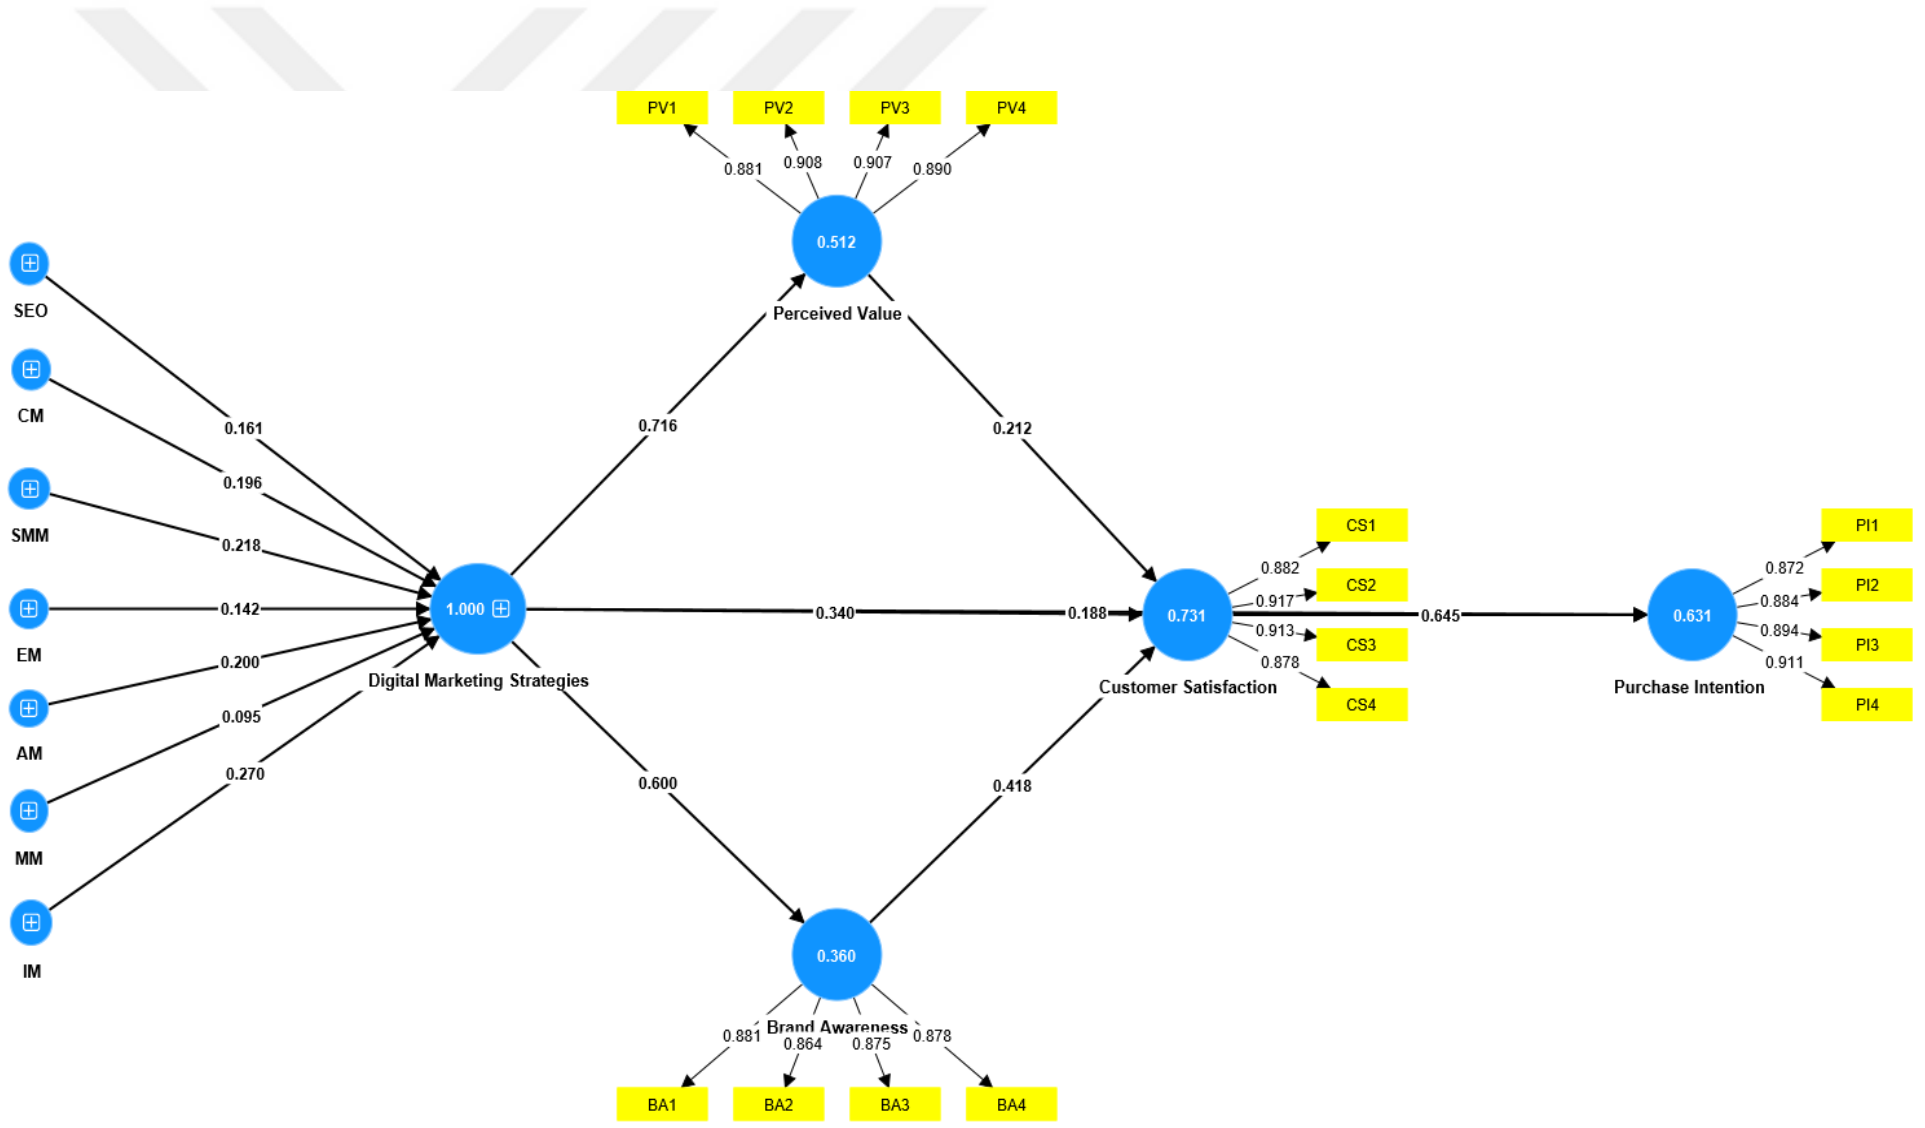 PV1 PV2 PV3 PV4
0.881 0.908 0.907 0.890
0.512
Perceived Value
SEO
CM
SMM
EM
AM
MM
IM
0.161
0.196
0.218
0.142
0.200
0.095
0.270
1.000
Digital Marketing Strategies
0.716
0.340
0.188
0.600
0.212
0.418
0.731
Customer Satisfaction
0.882
0.917
0.913
0.878
CS1
CS2
CS3
CS4
0.645
0.631
Purchase Intention
0.872
0.884
0.894
0.911
PI1
PI2
PI3
PI4
0.360
Brand Awareness
0.881 0.864 0.875 0.878
BA1 BA2 BA3 BA4